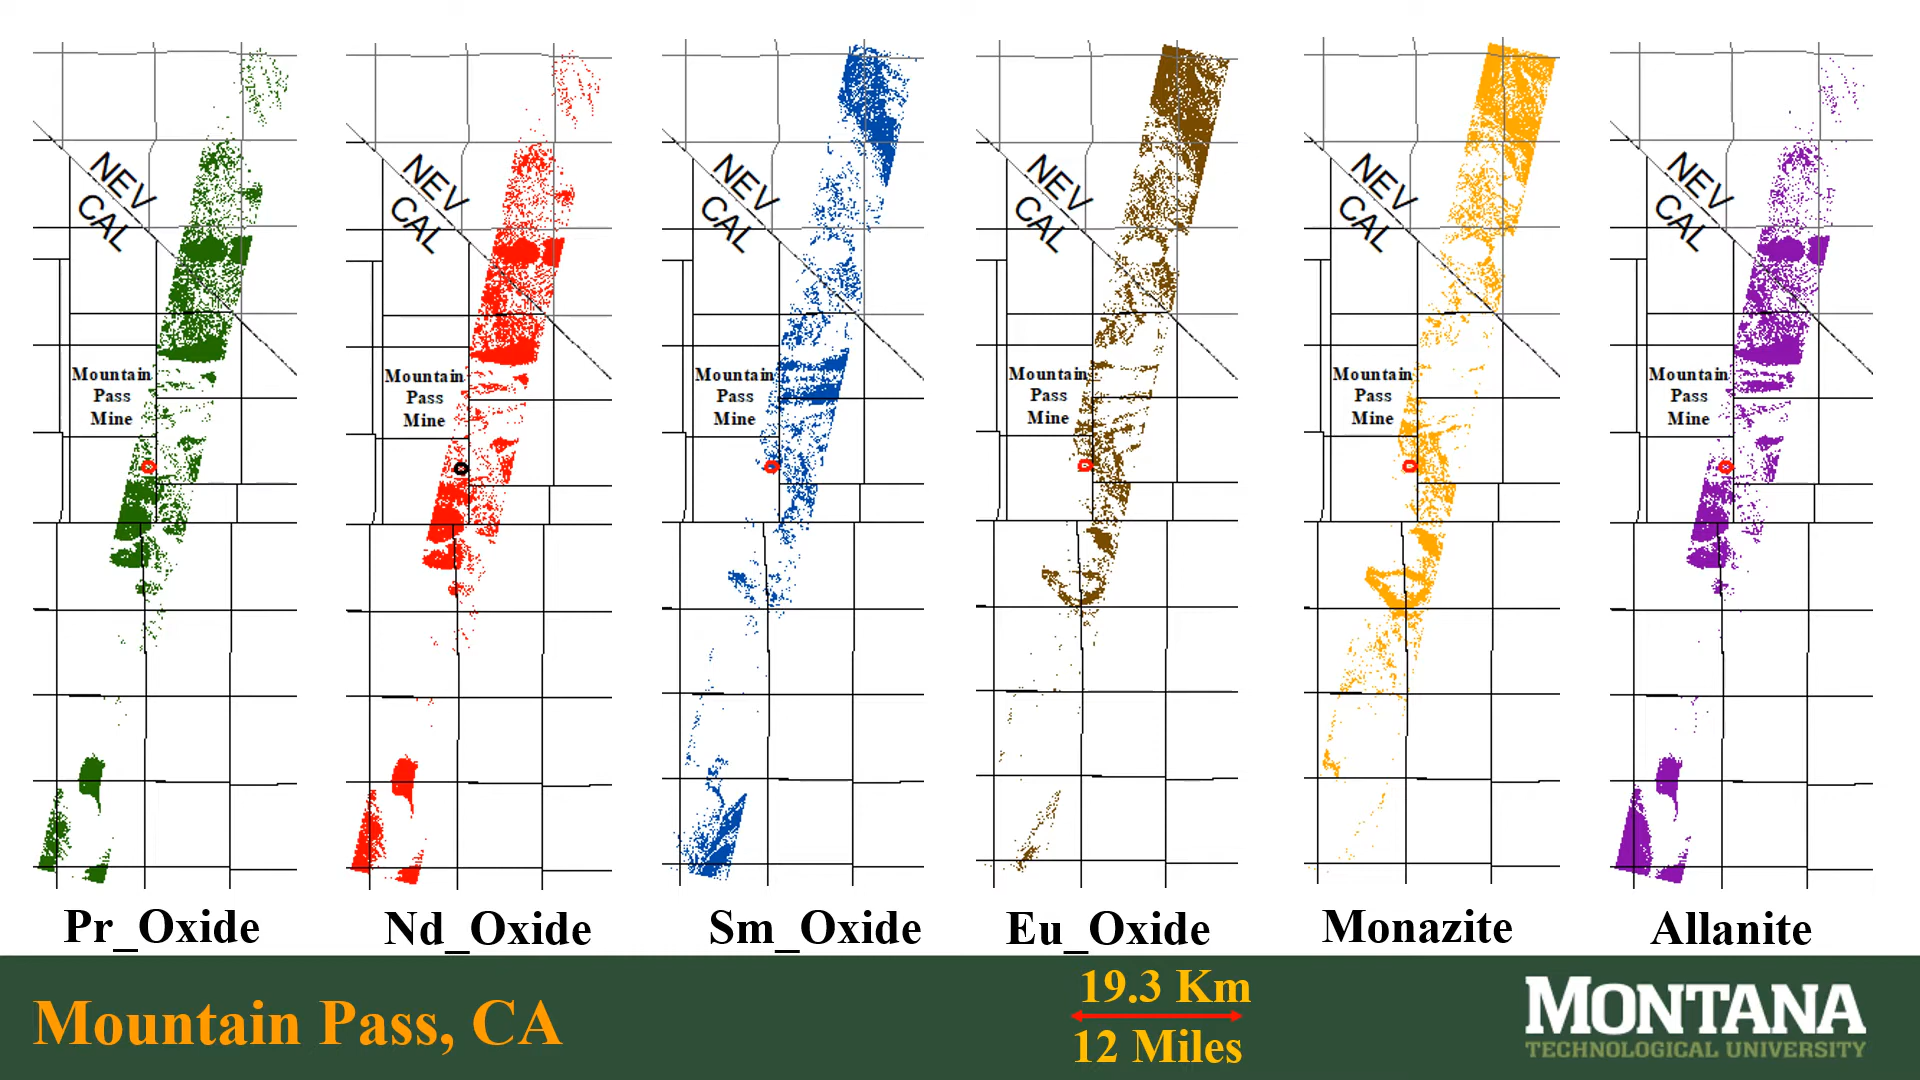 NEV
CAL
Mountain
Pass
Mine
NEV
CAL
Mountain
Pass
Mine
NEV
CAL
Mountain
Pass
Mine
NEV
CAL
Mountain
Pass
Mine
NEV
CAL
Mountain
Pass
Mine
NEV
CAL
Mountain
Pass
Mine
Pr_Oxide
Nd_Oxide
Sm_Oxide
Eu_Oxide
Monazite
Allanite
Mountain Pass, CA
19.3 Km
12 Miles
MONTANA
TECHNOLOGICAL UNIVERSITY